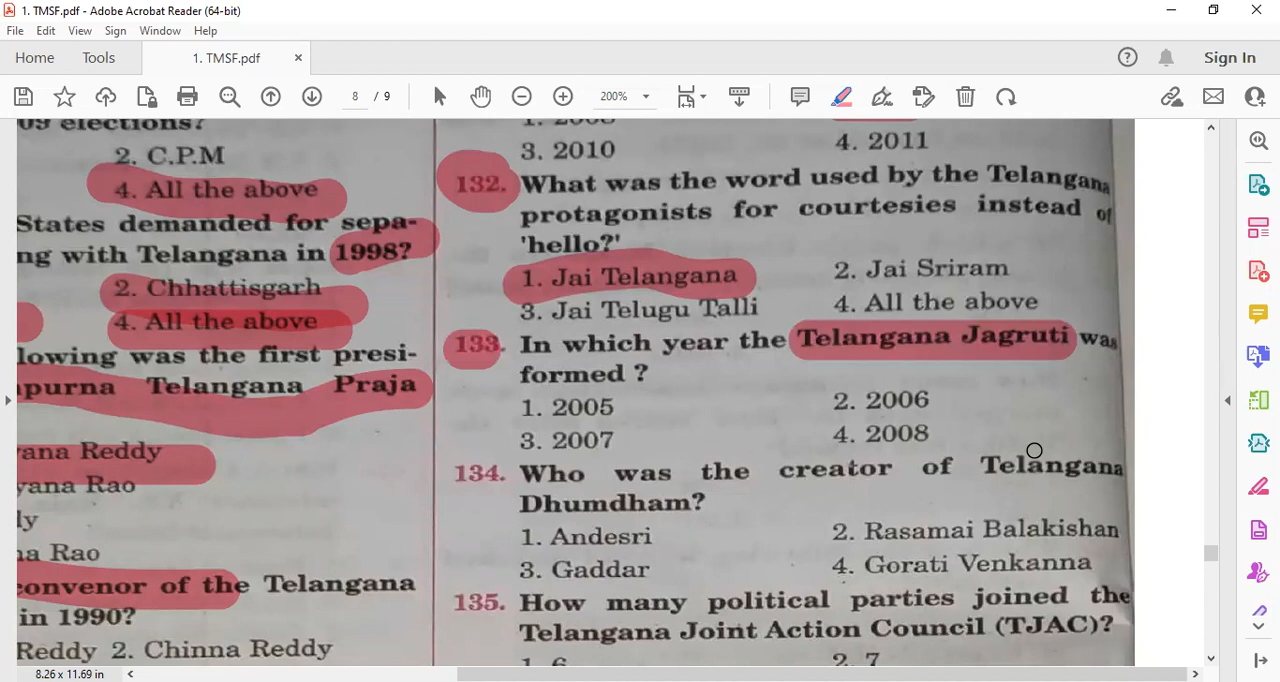 1. TMSF.pdf - Adobe Acrobat Reader (64-bit)
File Edit View Sign Window Help
Home Tools 1. TMSF.pdf × Sign In
8 / 9 200%
09 elections?
2. C.P.M
4. All the above
States demanded for sepa-
ng with Telangana in 1998?
2. Chhattisgarh
4. All the above
lowing was the first presi-
purna Telangana Praja
ana Reddy
yana Rao
ly
na Rao
convenor of the Telangana
in 1990?
Reddy 2. Chinna Reddy
3. 2010 4. 2011
132. What was the word used by the Telangana
protagonists for courtesies instead of
'hello?'
1. Jai Telangana 2. Jai Sriram
3. Jai Telugu Talli 4. All the above
133. In which year the Telangana Jagruti was
formed ?
1. 2005 2. 2006
3. 2007 4. 2008
134. Who was the creator of Telangana
Dhumdham?
1. Andesri 2. Rasamai Balakishan
3. Gaddar 4. Gorati Venkanna
135. How many political parties joined the
Telangana Joint Action Council (TJAC)?
1. 6 2. 7
8.26 x 11.69 in